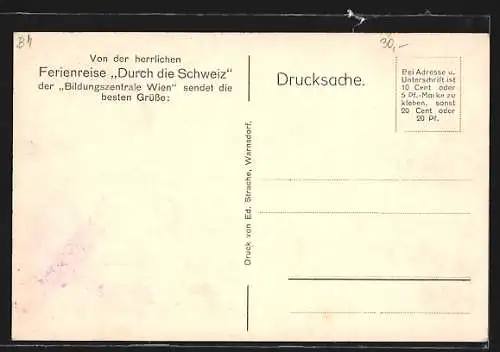 B4
30,-
Von der herrlichen
Ferienreise „Durch die Schweiz"
der „Bildungszentrale Wien" sendet die
besten Grüße:
Druck von Ed. Strache, Warnsdorf.
Drucksache.
Bei Adresse u.
Unterschrift ist
10 Cent oder
5 Pf.-Marke zu
kleben, sonst
20 Cent oder
20 Pf.